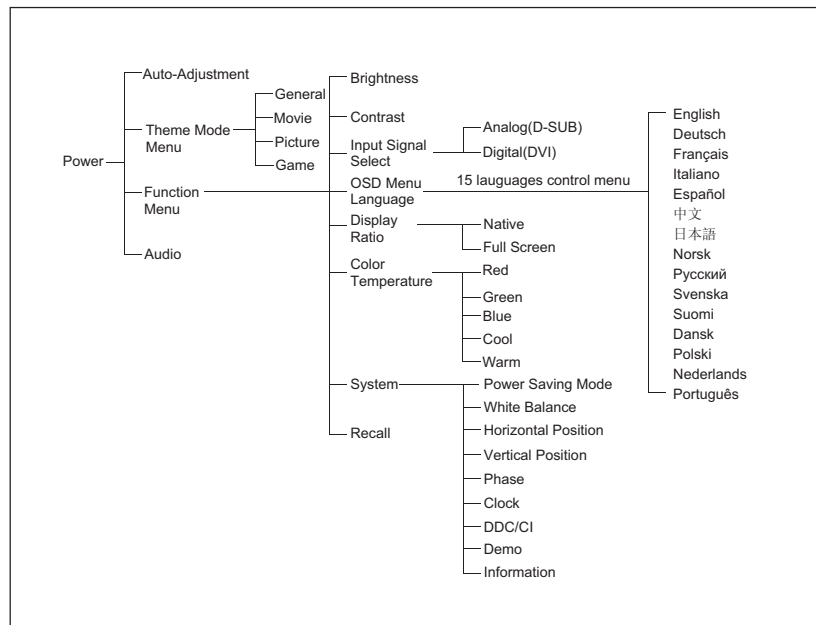 Power
Auto-Adjustment
Theme Mode
Menu
General
Movie
Picture
Game
Function
Menu
Audio
Brightness
Contrast
Input Signal
Select
Analog(D-SUB)
Digital(DVI)
OSD Menu
Language
15 lauguages control menu
English
Deutsch
Français
Italiano
Español
中文
日本語
Norsk
Русский
Svenska
Suomi
Dansk
Polski
Nederlands
Português
Display
Ratio
Native
Full Screen
Color
Temperature
Red
Green
Blue
Cool
Warm
System
Power Saving Mode
White Balance
Horizontal Position
Vertical Position
Phase
Clock
DDC/CI
Demo
Information
Recall